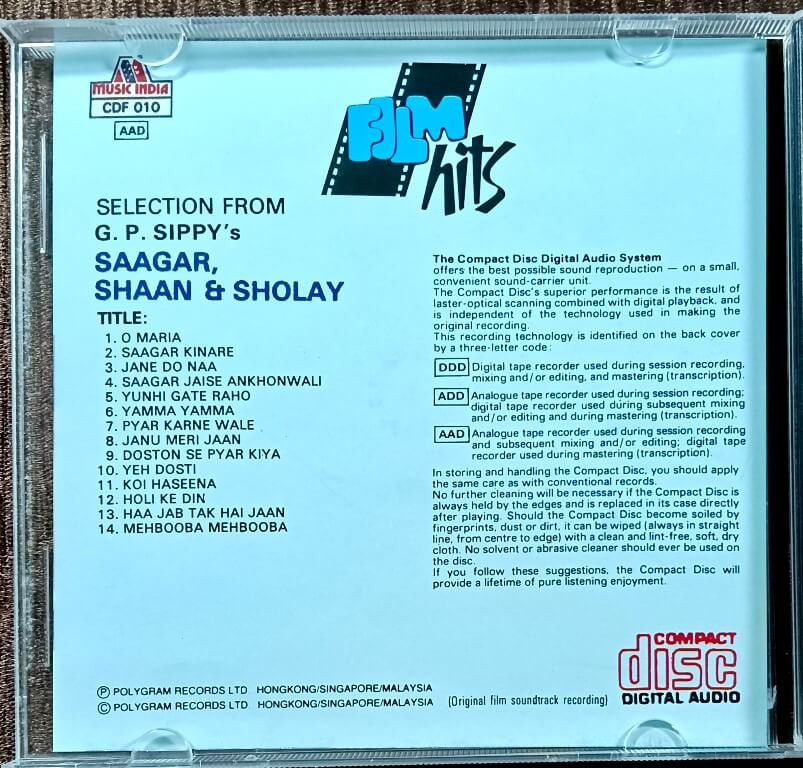 MUSIC INDIA
CDF 010
AAD
FILM
hits
SELECTION FROM
G. P. SIPPY's
SAAGAR,
SHAAN & SHOLAY
TITLE:
1. O MARIA
2. SAAGAR KINARE
3. JANE DO NAA
4. SAAGAR JAISE ANKHONWALI
5. YUNHI GATE RAHO
6. YAMMA YAMMA
7. PYAR KARNE WALE
8. JANU MERI JAAN
9. DOSTON SE PYAR KIYA
10. YEH DOSTI
11. KOI HASEENA
12. HOLI KE DIN
13. HAA JAB TAK HAI JAAN
14. MEHBOOBA MEHBOOBA
The Compact Disc Digital Audio System
offers the best possible sound reproduction — on a small,
convenient sound-carrier unit.
The Compact Disc's superior performance is the result of
laster-optical scanning combined with digital playback, and
is independent of the technology used in making the
original recording.
This recording technology is identified on the back cover
by a three-letter code:
DDD Digital tape recorder used during session recording,
mixing and/or editing, and mastering (transcription).
ADD Analogue tape recorder used during session recording;
digital tape recorder used during subsequent mixing
and/or editing and during mastering (transcription).
AAD Analogue tape recorder used during session recording
and subsequent mixing and/or editing; digital tape
recorder used during mastering (transcription).
In storing and handling the Compact Disc, you should apply
the same care as with conventional records.
No further cleaning will be necessary if the Compact Disc is
always held by the edges and is replaced in its case directly
after playing. Should the Compact Disc become soiled by
fingerprints, dust or dirt, it can be wiped (always in straight
line, from centre to edge) with a clean and lint-free, soft, dry
cloth. No solvent or abrasive cleaner should ever be used on
the disc.
If you follow these suggestions, the Compact Disc will
provide a lifetime of pure listening enjoyment.
Ⓟ POLYGRAM RECORDS LTD HONGKONG/SINGAPORE/MALAYSIA
© POLYGRAM RECORDS LTD HONGKONG/SINGAPORE/MALAYSIA
(Original film soundtrack recording)
COMPACT
disc
DIGITAL AUDIO